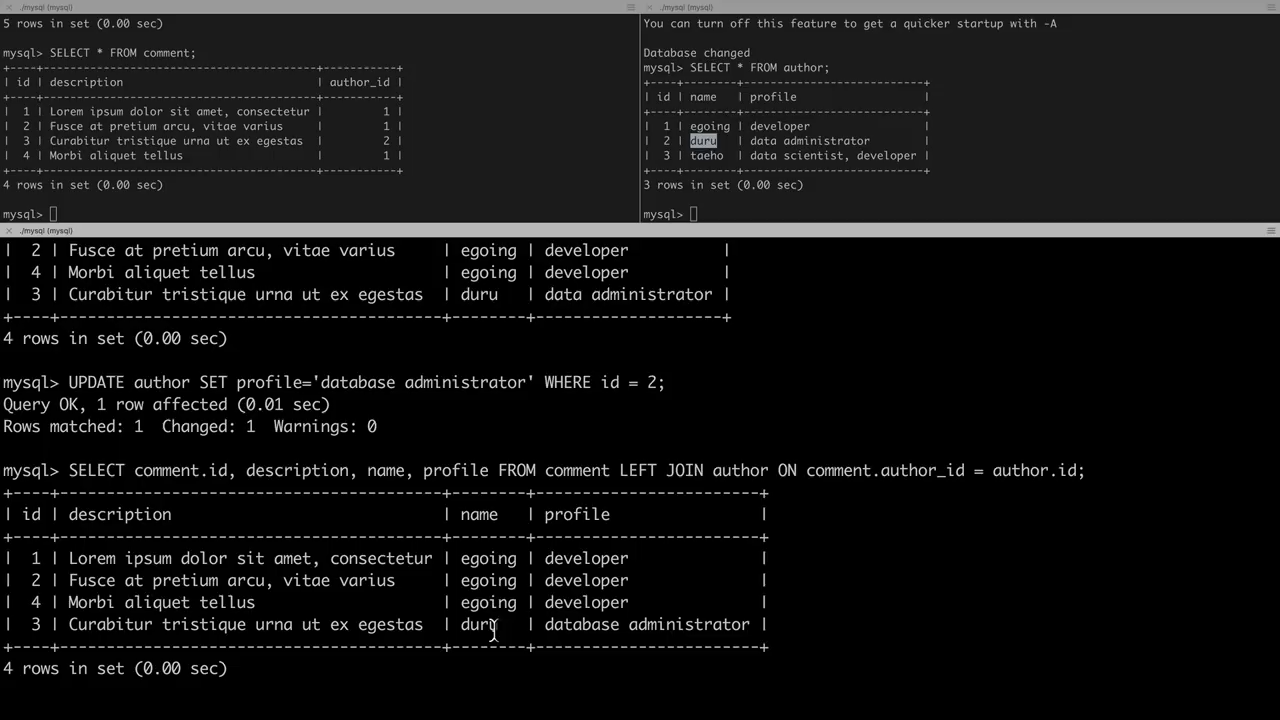 ./mysql (mysql)
5 rows in set (0.00 sec)
mysql> SELECT * FROM comment;
+----+------------------------------------+-----------+
| id | description                        | author_id |
+----+------------------------------------+-----------+
|  1 | Lorem ipsum dolor sit amet, consectetur |         1 |
|  2 | Fusce at pretium arcu, vitae varius     |         1 |
|  3 | Curabitur tristique urna ut ex egestas  |         2 |
|  4 | Morbi aliquet tellus                    |         1 |
+----+------------------------------------+-----------+
4 rows in set (0.00 sec)
mysql>
./mysql (mysql)
You can turn off this feature to get a quicker startup with -A
Database changed
mysql> SELECT * FROM author;
+----+--------+---------------------------+
| id | name   | profile                   |
+----+--------+---------------------------+
|  1 | egoing | developer                 |
|  2 | duru   | data administrator        |
|  3 | taeho  | data scientist, developer |
+----+--------+---------------------------+
3 rows in set (0.00 sec)
mysql>
./mysql (mysql)
|  2 | Fusce at pretium arcu, vitae varius     | egoing | developer          |
|  4 | Morbi aliquet tellus                    | egoing | developer          |
|  3 | Curabitur tristique urna ut ex egestas  | duru   | data administrator |
+----+-----------------------------------------+--------+--------------------+
4 rows in set (0.00 sec)
mysql> UPDATE author SET profile='database administrator' WHERE id = 2;
Query OK, 1 row affected (0.01 sec)
Rows matched: 1  Changed: 1  Warnings: 0
mysql> SELECT comment.id, description, name, profile FROM comment LEFT JOIN author ON comment.author_id = author.id;
+----+-----------------------------------------+--------+------------------------+
| id | description                             | name   | profile                |
+----+-----------------------------------------+--------+------------------------+
|  1 | Lorem ipsum dolor sit amet, consectetur | egoing | developer              |
|  2 | Fusce at pretium arcu, vitae varius     | egoing | developer              |
|  4 | Morbi aliquet tellus                    | egoing | developer              |
|  3 | Curabitur tristique urna ut ex egestas  | duru   | database administrator |
+----+-----------------------------------------+--------+------------------------+
4 rows in set (0.00 sec)